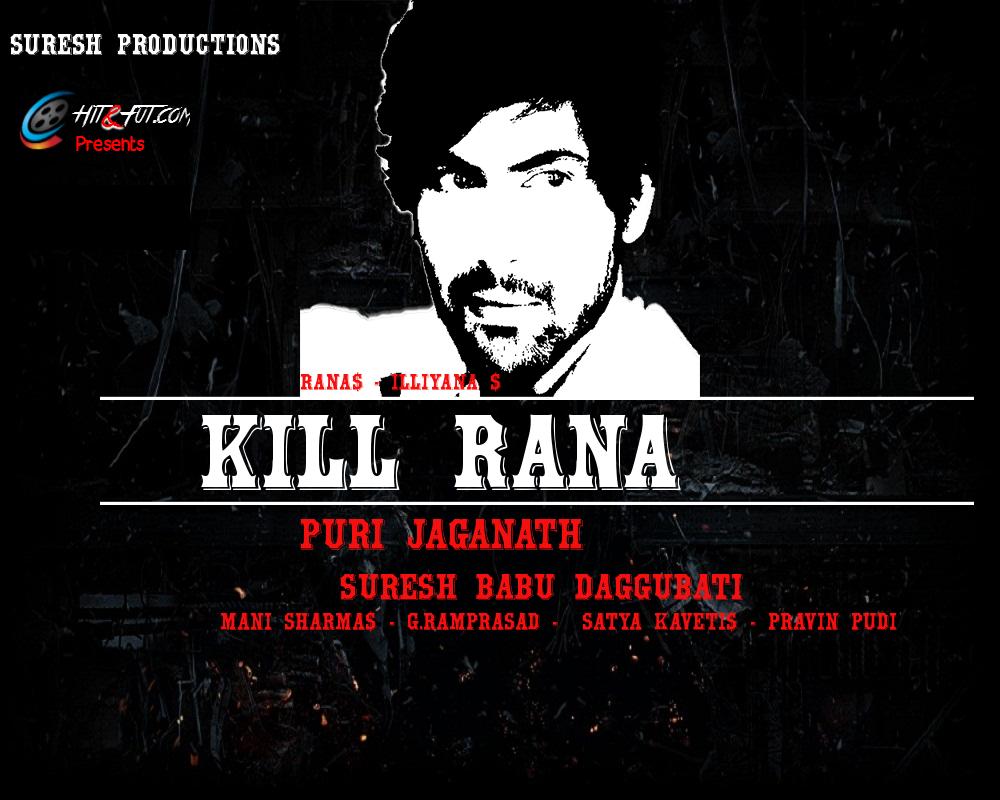 SURESH PRODUCTIONS
HIT&FUT.COM
Presents
RANA$ - ILLIYANA $
KILL RANA
PURI JAGANATH
SURESH BABU DAGGUBATI
MANI SHARMA$ - G.RAMPRASAD - SATYA KAVETI$ - PRAVIN PUDI